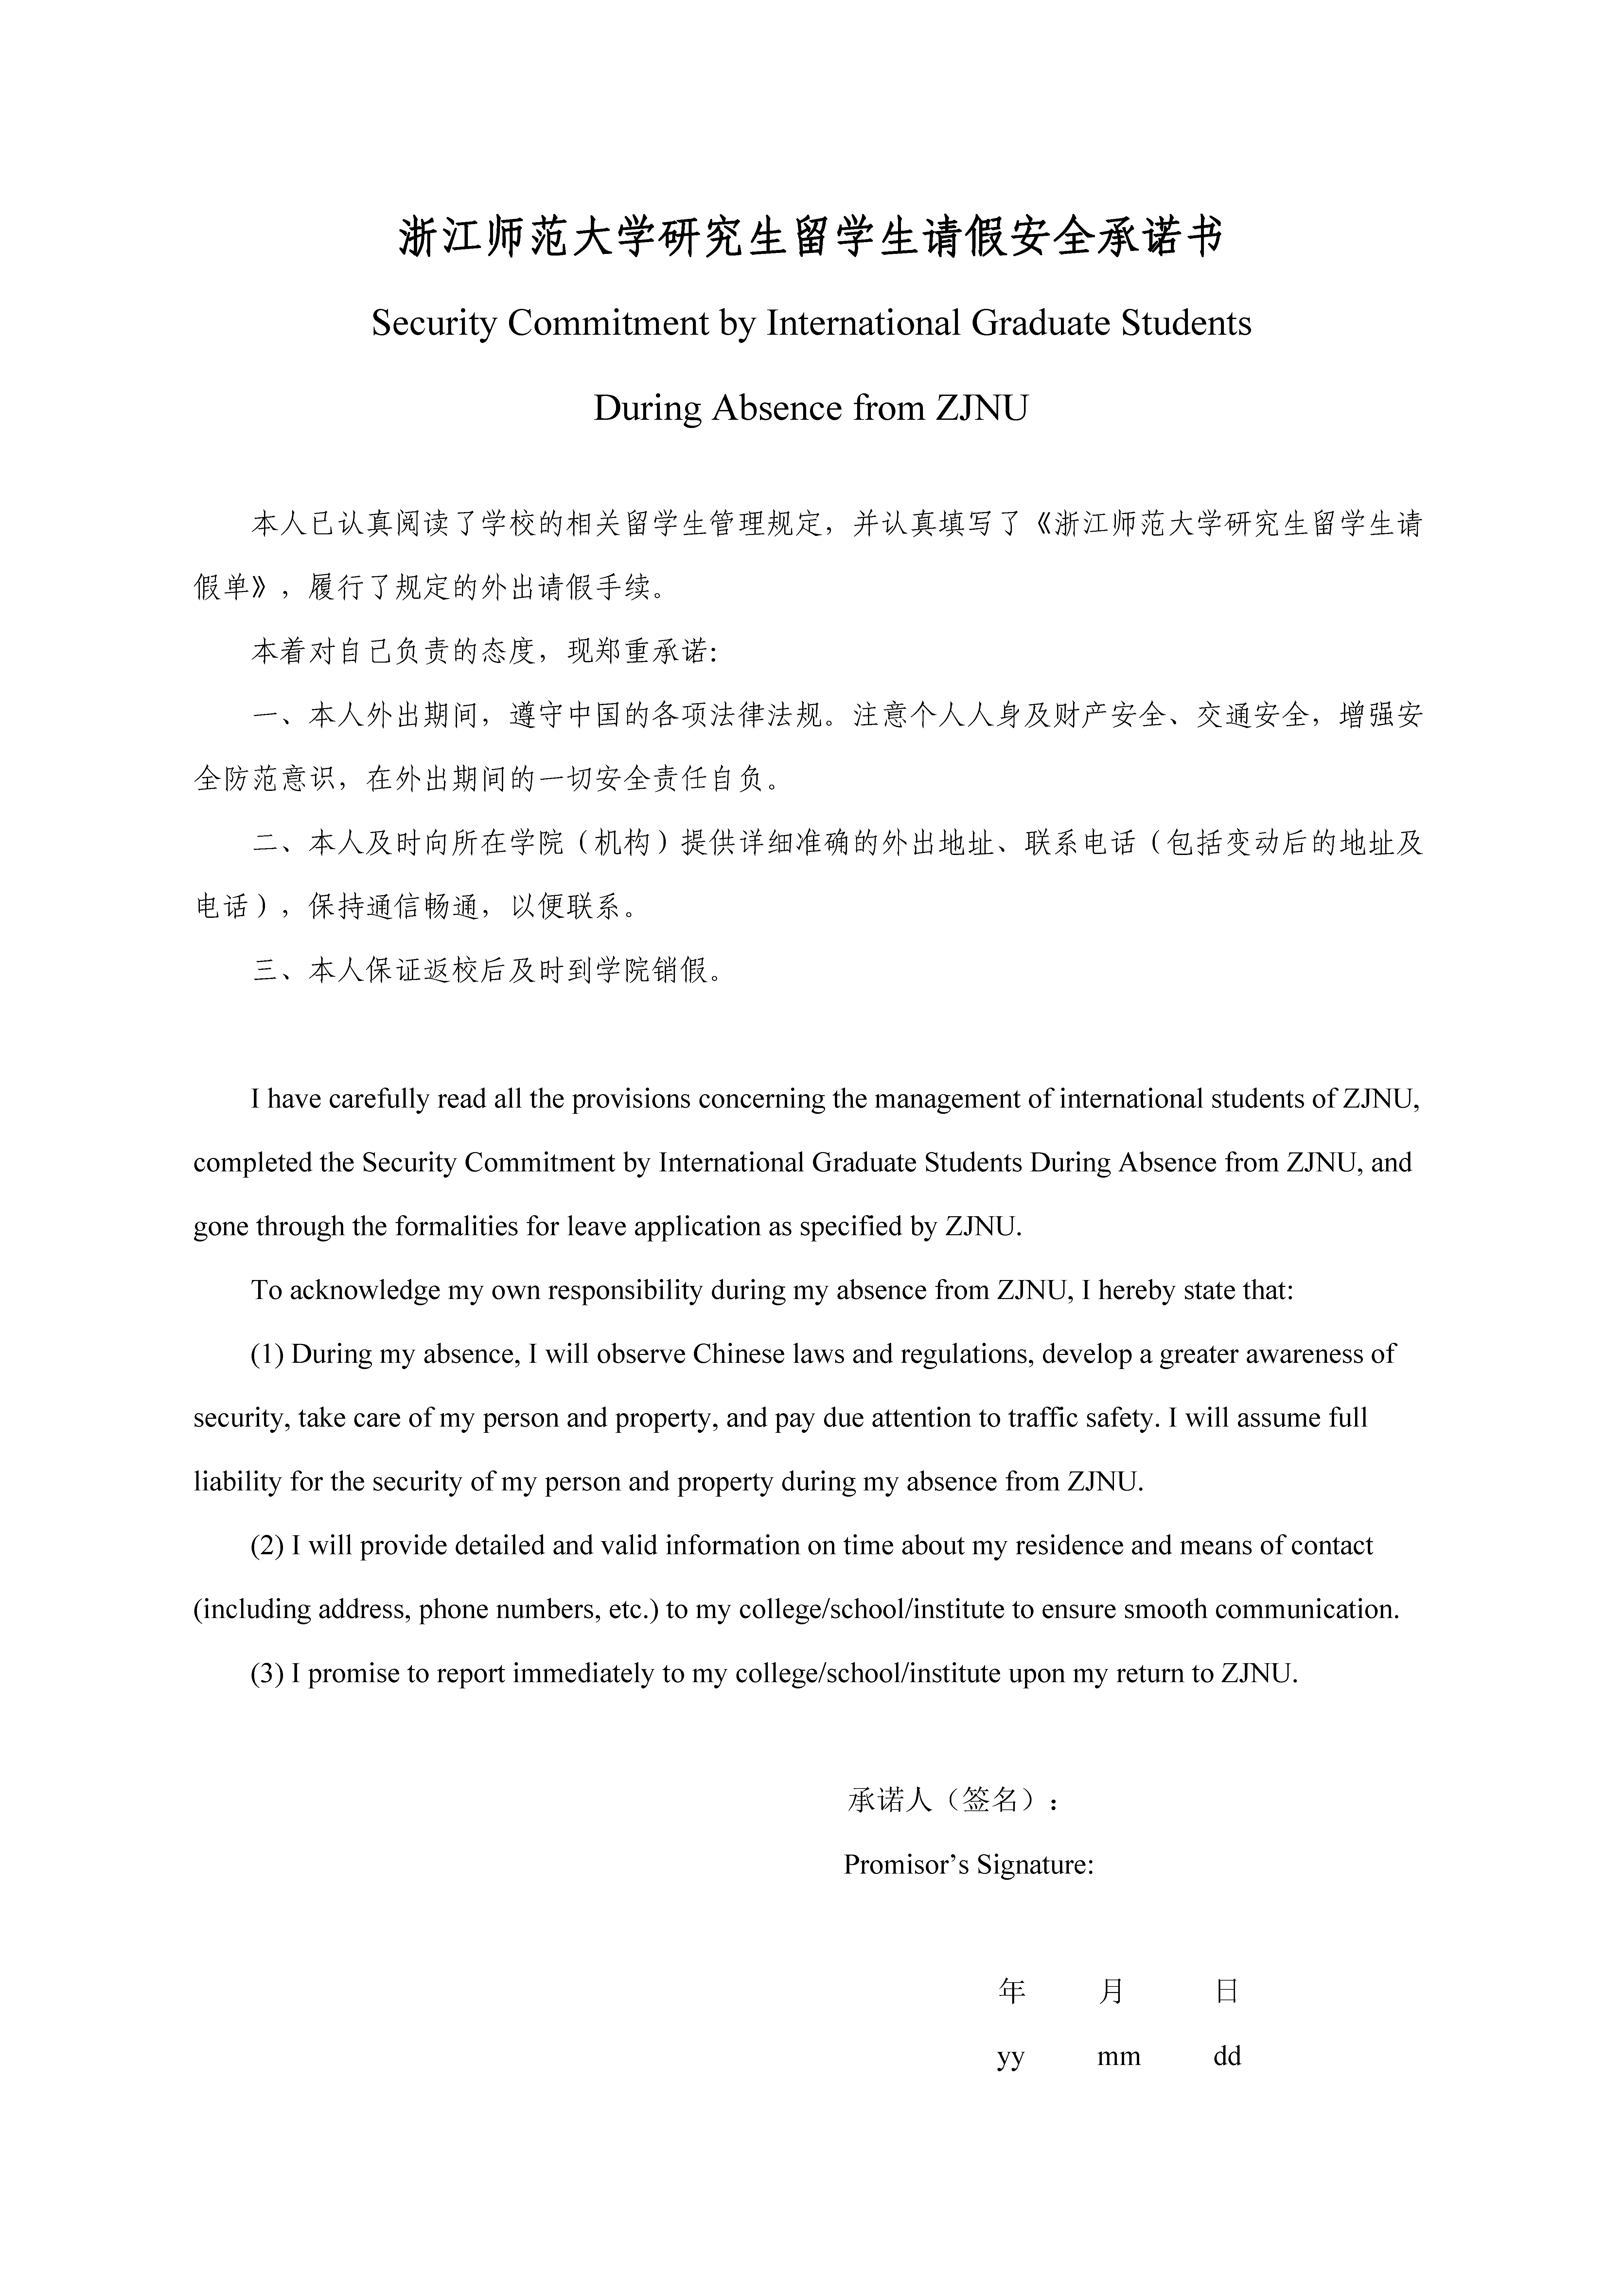 浙江师范大学研究生留学生请假安全承诺书
Security Commitment by International Graduate Students
During Absence from ZJNU
本人已认真阅读了学校的相关留学生管理规定，并认真填写了《浙江师范大学研究生留学生请
假单》，履行了规定的外出请假手续。
本着对自己负责的态度，现郑重承诺：
一、本人外出期间，遵守中国的各项法律法规。注意个人人身及财产安全、交通安全，增强安
全防范意识，在外出期间的一切安全责任自负。
二、本人及时向所在学院（机构）提供详细准确的外出地址、联系电话（包括变动后的地址及
电话），保持通信畅通，以便联系。
三、本人保证返校后及时到学院销假。
I have carefully read all the provisions concerning the management of international students of ZJNU,
completed the Security Commitment by International Graduate Students During Absence from ZJNU, and
gone through the formalities for leave application as specified by ZJNU.
To acknowledge my own responsibility during my absence from ZJNU, I hereby state that:
(1) During my absence, I will observe Chinese laws and regulations, develop a greater awareness of
security, take care of my person and property, and pay due attention to traffic safety. I will assume full
liability for the security of my person and property during my absence from ZJNU.
(2) I will provide detailed and valid information on time about my residence and means of contact
(including address, phone numbers, etc.) to my college/school/institute to ensure smooth communication.
(3) I promise to report immediately to my college/school/institute upon my return to ZJNU.
承诺人（签名）：
Promisor’s Signature:
年 月 日
yy mm dd